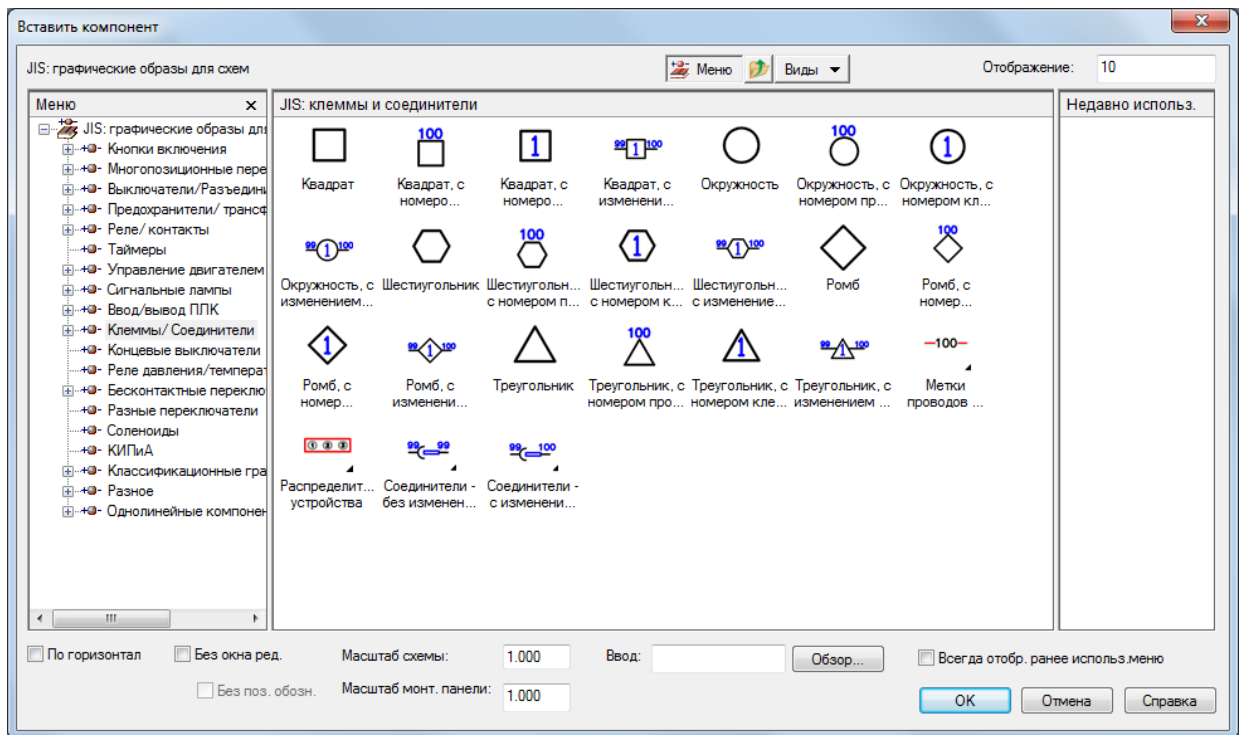 Вставить компонент
JIS: графические образы для схем
Меню
Виды
Отображение:
10
Меню
JIS: графические образы для
Кнопки включения
Многопозиционные пере
Выключатели/Разъедини
Предохранители/ трансф
Реле/ контакты
Таймеры
Управление двигателем
Сигнальные лампы
Ввод/вывод ПЛК
Клеммы/ Соединители
Концевые выключатели
Реле давления/температ
Бесконтактные переклю
Разные переключатели
Соленоиды
КИПиА
Классификационные гра
Разное
Однолинейные компонен
JIS: клеммы и соединители
100
1
99 1 100
100
1
Квадрат
Квадрат, с номеро...
Квадрат, с номеро...
Квадрат, с изменени...
Окружность
Окружность, с номером пр...
Окружность, с номером кл...
99 1 100
100
1
99 1 100
100
Окружность, с изменением...
Шестиугольник
Шестиугольн... с номером п...
Шестиугольн... с номером к...
Шестиугольн... с изменение...
Ромб
Ромб, с номер...
1
99 1 100
100
1
99 1 100
–100–
Ромб, с номер...
Ромб, с изменени...
Треугольник
Треугольник, с номером про...
Треугольник, с номером кле...
Треугольник, с изменением ...
Метки проводов ...
1 2 3
99 99
99 100
Распределит... устройства
Соединители - без изменен...
Соединители - с изменени...
Недавно использ.
По горизонтал
Без окна ред.
Масштаб схемы:
1.000
Ввод:
Обзор...
Всегда отобр. ранее использ.меню
Без поз. обозн.
Масштаб монт. панели:
1.000
OK
Отмена
Справка